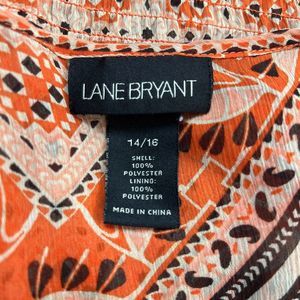 LANE BRYANT
14/16
SHELL:
100%
POLYESTER
LINING:
100%
POLYESTER
MADE IN CHINA